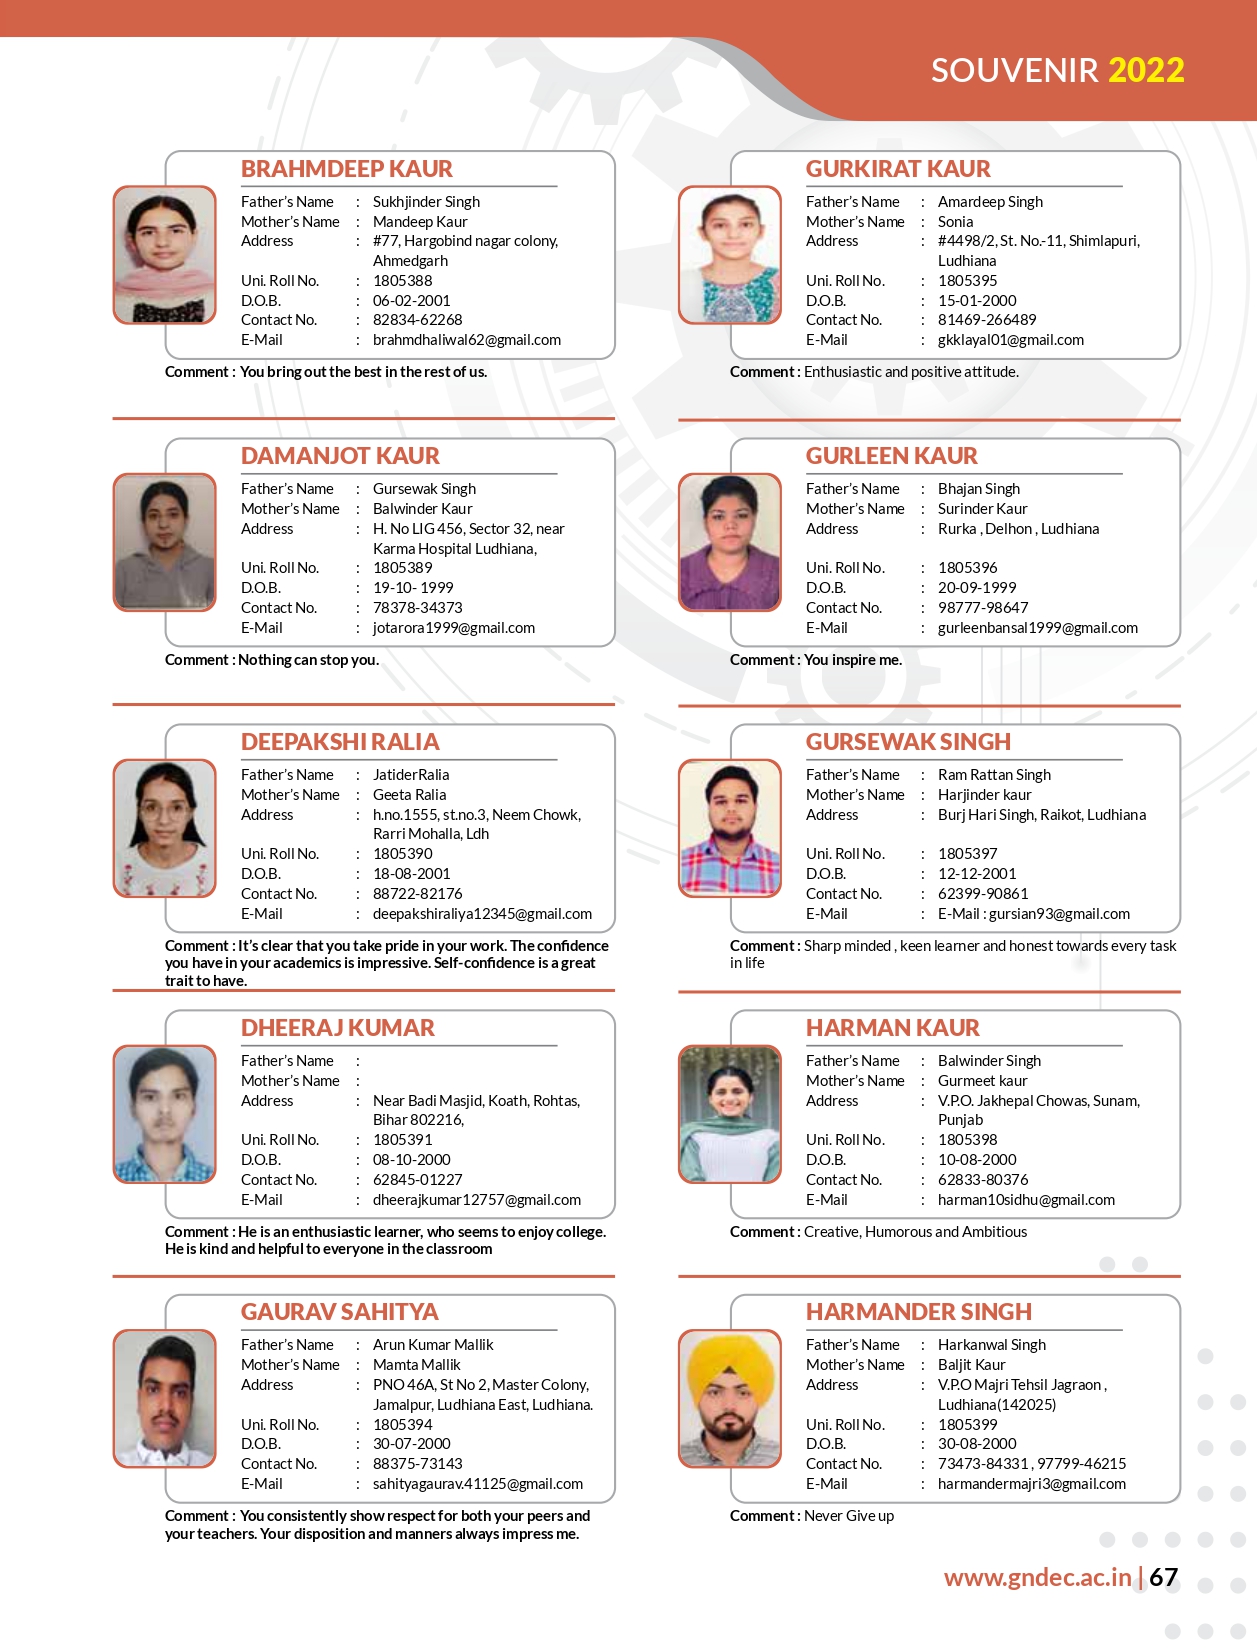 SOUVENIR 2022
BRAHMDEEP KAUR
Father's Name : Sukhjinder Singh
Mother's Name : Mandeep Kaur
Address : #77, Hargobind nagar colony,
Ahmedgarh
Uni. Roll No. : 1805388
D.O.B. : 06-02-2001
Contact No. : 82834-62268
E-Mail : brahmdhaliwal62@gmail.com
Comment : You bring out the best in the rest of us.
DAMANJOT KAUR
Father's Name : Gursewak Singh
Mother's Name : Balwinder Kaur
Address : H. No LIG 456, Sector 32, near
Karma Hospital Ludhiana,
Uni. Roll No. : 1805389
D.O.B. : 19-10- 1999
Contact No. : 78378-34373
E-Mail : jotarora1999@gmail.com
Comment : Nothing can stop you.
DEEPAKSHI RALIA
Father's Name : JatiderRalia
Mother's Name : Geeta Ralia
Address : h.no.1555, st.no.3, Neem Chowk,
Rarri Mohalla, Ldh
Uni. Roll No. : 1805390
D.O.B. : 18-08-2001
Contact No. : 88722-82176
E-Mail : deepakshiraliya12345@gmail.com
Comment : It's clear that you take pride in your work. The confidence
you have in your academics is impressive. Self-confidence is a great
trait to have.
DHEERAJ KUMAR
Father's Name :
Mother's Name :
Address : Near Badi Masjid, Koath, Rohtas,
Bihar 802216,
Uni. Roll No. : 1805391
D.O.B. : 08-10-2000
Contact No. : 62845-01227
E-Mail : dheerajkumar12757@gmail.com
Comment : He is an enthusiastic learner, who seems to enjoy college.
He is kind and helpful to everyone in the classroom
GAURAV SAHITYA
Father's Name : Arun Kumar Mallik
Mother's Name : Mamta Mallik
Address : PNO 46A, St No 2, Master Colony,
Jamalpur, Ludhiana East, Ludhiana.
Uni. Roll No. : 1805394
D.O.B. : 30-07-2000
Contact No. : 88375-73143
E-Mail : sahityagaurav.41125@gmail.com
Comment : You consistently show respect for both your peers and
your teachers. Your disposition and manners always impress me.
GURKIRAT KAUR
Father's Name : Amardeep Singh
Mother's Name : Sonia
Address : #4498/2, St. No.-11, Shimlapuri,
Ludhiana
Uni. Roll No. : 1805395
D.O.B. : 15-01-2000
Contact No. : 81469-266489
E-Mail : gkklayal01@gmail.com
Comment : Enthusiastic and positive attitude.
GURLEEN KAUR
Father's Name : Bhajan Singh
Mother's Name : Surinder Kaur
Address : Rurka , Delhon , Ludhiana
Uni. Roll No. : 1805396
D.O.B. : 20-09-1999
Contact No. : 98777-98647
E-Mail : gurleenbansal1999@gmail.com
Comment : You inspire me.
GURSEWAK SINGH
Father's Name : Ram Rattan Singh
Mother's Name : Harjinder kaur
Address : Burj Hari Singh, Raikot, Ludhiana
Uni. Roll No. : 1805397
D.O.B. : 12-12-2001
Contact No. : 62399-90861
E-Mail : E-Mail : gursian93@gmail.com
Comment : Sharp minded , keen learner and honest towards every task
in life
HARMAN KAUR
Father's Name : Balwinder Singh
Mother's Name : Gurmeet kaur
Address : V.P.O. Jakhepal Chowas, Sunam,
Punjab
Uni. Roll No. : 1805398
D.O.B. : 10-08-2000
Contact No. : 62833-80376
E-Mail : harman10sidhu@gmail.com
Comment : Creative, Humorous and Ambitious
HARMANDER SINGH
Father's Name : Harkanwal Singh
Mother's Name : Baljit Kaur
Address : V.P.O Majri Tehsil Jagraon ,
Ludhiana(142025)
Uni. Roll No. : 1805399
D.O.B. : 30-08-2000
Contact No. : 73473-84331 , 97799-46215
E-Mail : harmandermajri3@gmail.com
Comment : Never Give up
www.gndec.ac.in | 67